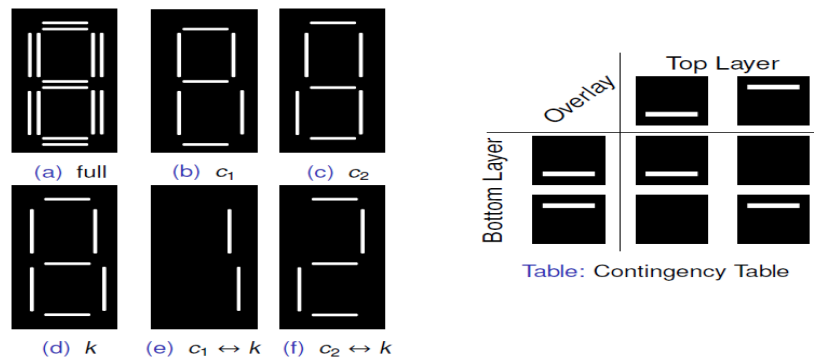 (a) full
(b) c₁
(c) c₂
(d) k
(e) c₁ ↔ k
(f) c₂ ↔ k
Overlay
Top Layer
Bottom Layer
Table: Contingency Table